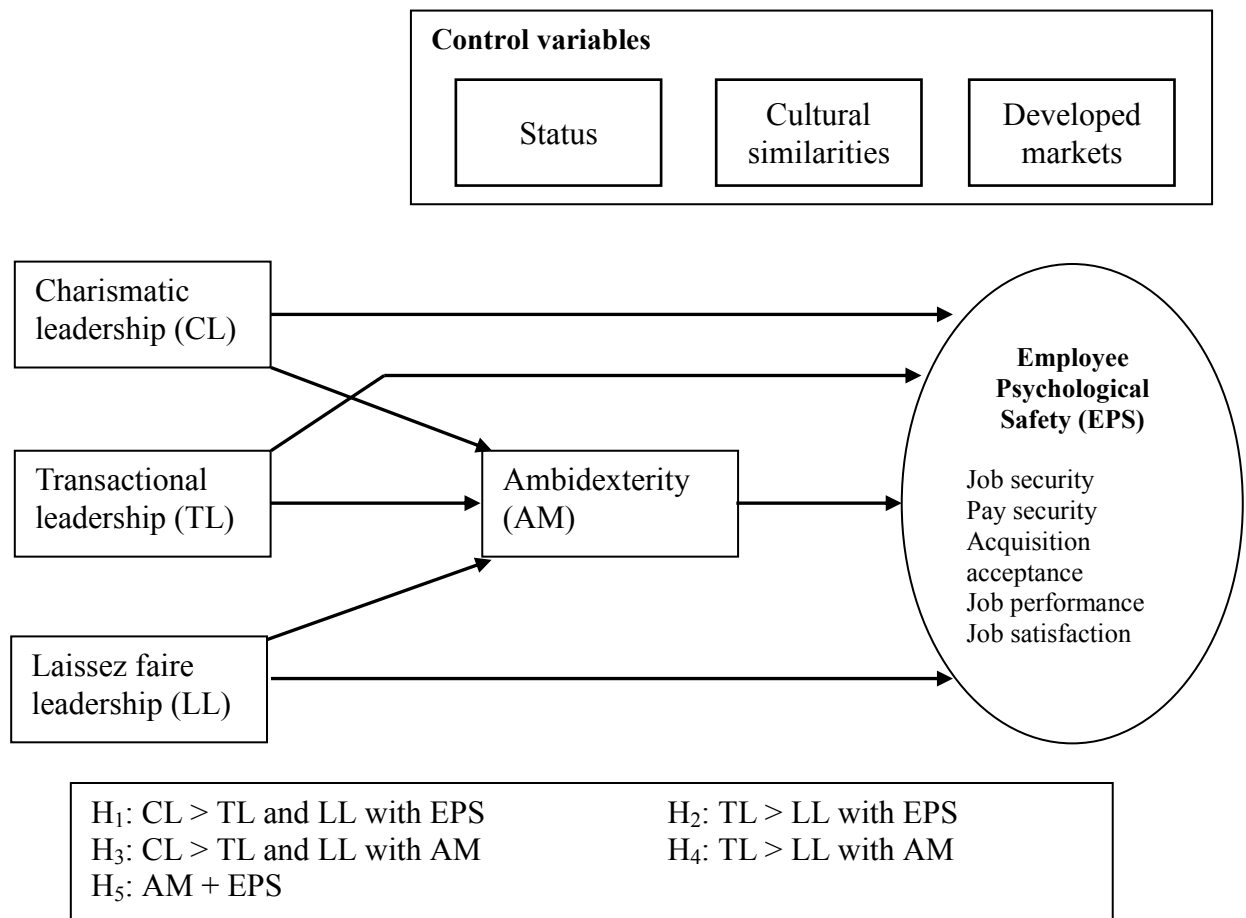 Control variables
Status
Cultural
similarities
Developed
markets
Charismatic
leadership (CL)
Transactional
leadership (TL)
Laissez faire
leadership (LL)
Ambidexterity
(AM)
Employee
Psychological
Safety (EPS)
Job security
Pay security
Acquisition
acceptance
Job performance
Job satisfaction
H₁: CL > TL and LL with EPS
H₂: TL > LL with EPS
H₃: CL > TL and LL with AM
H₄: TL > LL with AM
H₅: AM + EPS